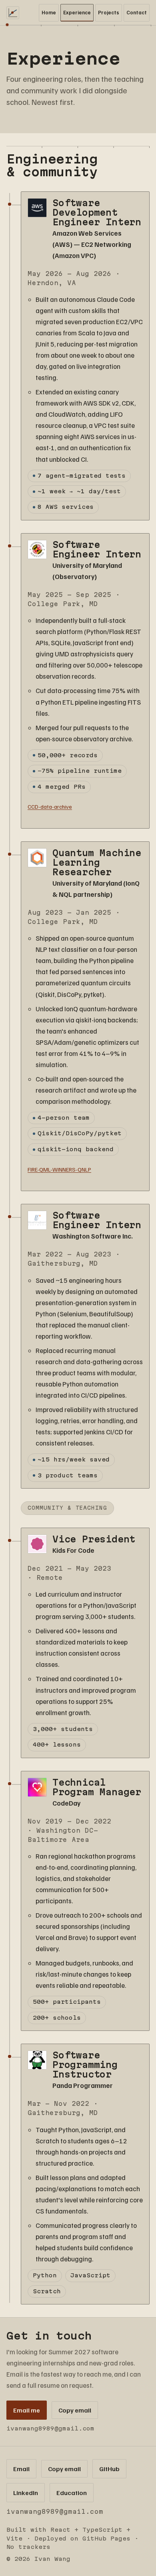 Home Experience Projects Contact
Experience
Four engineering roles, then the teaching
and community work I did alongside
school. Newest first.
Engineering
& community
aws
Software
Development
Engineer Intern
Amazon Web Services
(AWS) — EC2 Networking
(Amazon VPC)
May 2026 — Aug 2026 ·
Herndon, VA
Built an autonomous Claude Code
agent with custom skills that
migrated seven production EC2/VPC
canaries from Scala to Java and
JUnit 5, reducing per-test migration
from about one week to about one
day, gated on live integration
testing.
Extended an existing canary
framework with AWS SDK v2, CDK,
and CloudWatch, adding LIFO
resource cleanup, a VPC test suite
spanning eight AWS services in us-
east-1, and an authentication fix
that unblocked CI.
7 agent-migrated tests
~1 week → ~1 day/test
8 AWS services
Software
Engineer Intern
University of Maryland
(Observatory)
May 2025 — Sep 2025 ·
College Park, MD
Independently built a full-stack
search platform (Python/Flask REST
APIs, SQLite, JavaScript front end)
giving UMD astrophysicists query
and filtering over 50,000+ telescope
observation records.
Cut data-processing time 75% with
a Python ETL pipeline ingesting FITS
files.
Merged four pull requests to the
open-source observatory archive.
50,000+ records
−75% pipeline runtime
4 merged PRs
CCD-data-archive
Quantum Machine
Learning
Researcher
University of Maryland (IonQ
& NQL partnership)
Aug 2023 — Jan 2025 ·
College Park, MD
Shipped an open-source quantum
NLP text classifier on a four-person
team, building the Python pipeline
that fed parsed sentences into
parameterized quantum circuits
(Qiskit, DisCoPy, pytket).
Unlocked IonQ quantum-hardware
execution via qiskit-ionq backends:
the team's enhanced
SPSA/Adam/genetic optimizers cut
test error from 41% to 4–9% in
simulation.
Co-built and open-sourced the
research artifact and wrote up the
comparison methodology.
4-person team
Qiskit/DisCoPy/pytket
qiskit-ionq backend
FIRE-QML-WINNERS-QNLP
Software
Engineer Intern
Washington Software Inc.
Mar 2022 — Aug 2023 ·
Gaithersburg, MD
Saved ~15 engineering hours
weekly by designing an automated
presentation-generation system in
Python (Selenium, BeautifulSoup)
that replaced the manual client-
reporting workflow.
Replaced recurring manual
research and data-gathering across
three product teams with modular,
reusable Python automation
integrated into CI/CD pipelines.
Improved reliability with structured
logging, retries, error handling, and
tests; supported Jenkins CI/CD for
consistent releases.
~15 hrs/week saved
3 product teams
COMMUNITY & TEACHING
Vice President
Kids For Code
Dec 2021 — May 2023
· Remote
Led curriculum and instructor
operations for a Python/JavaScript
program serving 3,000+ students.
Delivered 400+ lessons and
standardized materials to keep
instruction consistent across
classes.
Trained and coordinated 10+
instructors and improved program
operations to support 25%
enrollment growth.
3,000+ students
400+ lessons
Technical
Program Manager
CodeDay
Nov 2019 — Dec 2022
· Washington DC–
Baltimore Area
Ran regional hackathon programs
end-to-end, coordinating planning,
logistics, and stakeholder
communication for 500+
participants.
Drove outreach to 200+ schools and
secured sponsorships (including
Vercel and Brave) to support event
delivery.
Managed budgets, runbooks, and
risk/last-minute changes to keep
events reliable and repeatable.
500+ participants
200+ schools
Software
Programming
Instructor
Panda Programmer
Mar — Nov 2022 ·
Gaithersburg, MD
Taught Python, JavaScript, and
Scratch to students ages 6–12
through hands-on projects and
structured practice.
Built lesson plans and adapted
pacing/explanations to match each
student's level while reinforcing core
CS fundamentals.
Communicated progress clearly to
parents and program staff and
helped students build confidence
through debugging.
Python JavaScript
Scratch
Get in touch
I'm looking for Summer 2027 software
engineering internships and new-grad roles.
Email is the fastest way to reach me, and I can
send a full resume on request.
Email me Copy email
ivanwang8989@gmail.com
Email Copy email GitHub
LinkedIn Education
ivanwang8989@gmail.com
Built with React + TypeScript +
Vite · Deployed on GitHub Pages ·
No trackers
© 2026 Ivan Wang